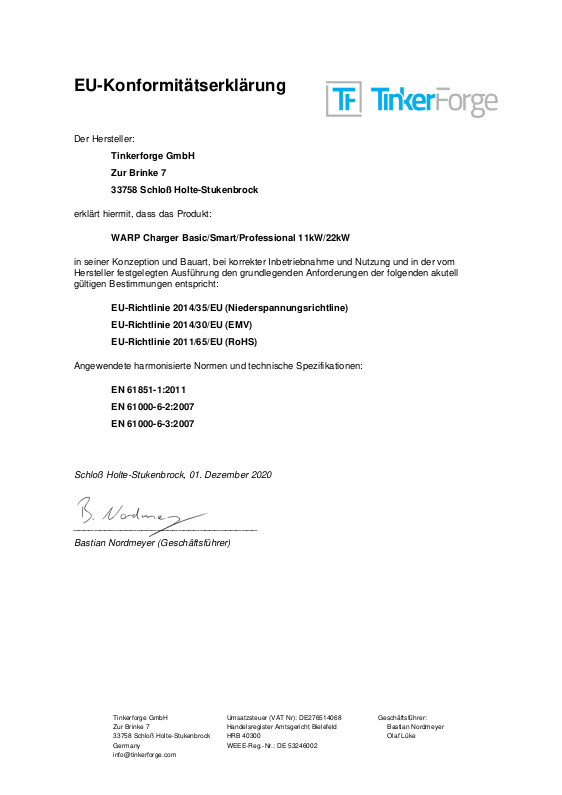 EU-Konformitätserklärung
TF TinkerForge
Der Hersteller:
Tinkerforge GmbH
Zur Brinke 7
33758 Schloß Holte-Stukenbrock
erklärt hiermit, dass das Produkt:
WARP Charger Basic/Smart/Professional 11kW/22kW
in seiner Konzeption und Bauart, bei korrekter Inbetriebnahme und Nutzung und in der vom
Hersteller festgelegten Ausführung den grundlegenden Anforderungen der folgenden akutell
gültigen Bestimmungen entspricht:
EU-Richtlinie 2014/35/EU (Niederspannungsrichtline)
EU-Richtlinie 2014/30/EU (EMV)
EU-Richtlinie 2011/65/EU (RoHS)
Angewendete harmonisierte Normen und technische Spezifikationen:
EN 61851-1:2011
EN 61000-6-2:2007
EN 61000-6-3:2007
Schloß Holte-Stukenbrock, 01. Dezember 2020
B. Nordmey
Bastian Nordmeyer (Geschäftsführer)
Tinkerforge GmbH
Zur Brinke 7
33758 Schloß Holte-Stukenbrock
Germany
info@tinkerforge.com
Umsatzsteuer (VAT Nr): DE276514068
Handelsregister Amtsgericht Bielefeld
HRB 40300
WEEE-Reg.-Nr.: DE 53246002
Geschäftsführer:
Bastian Nordmeyer
Olaf Lüke